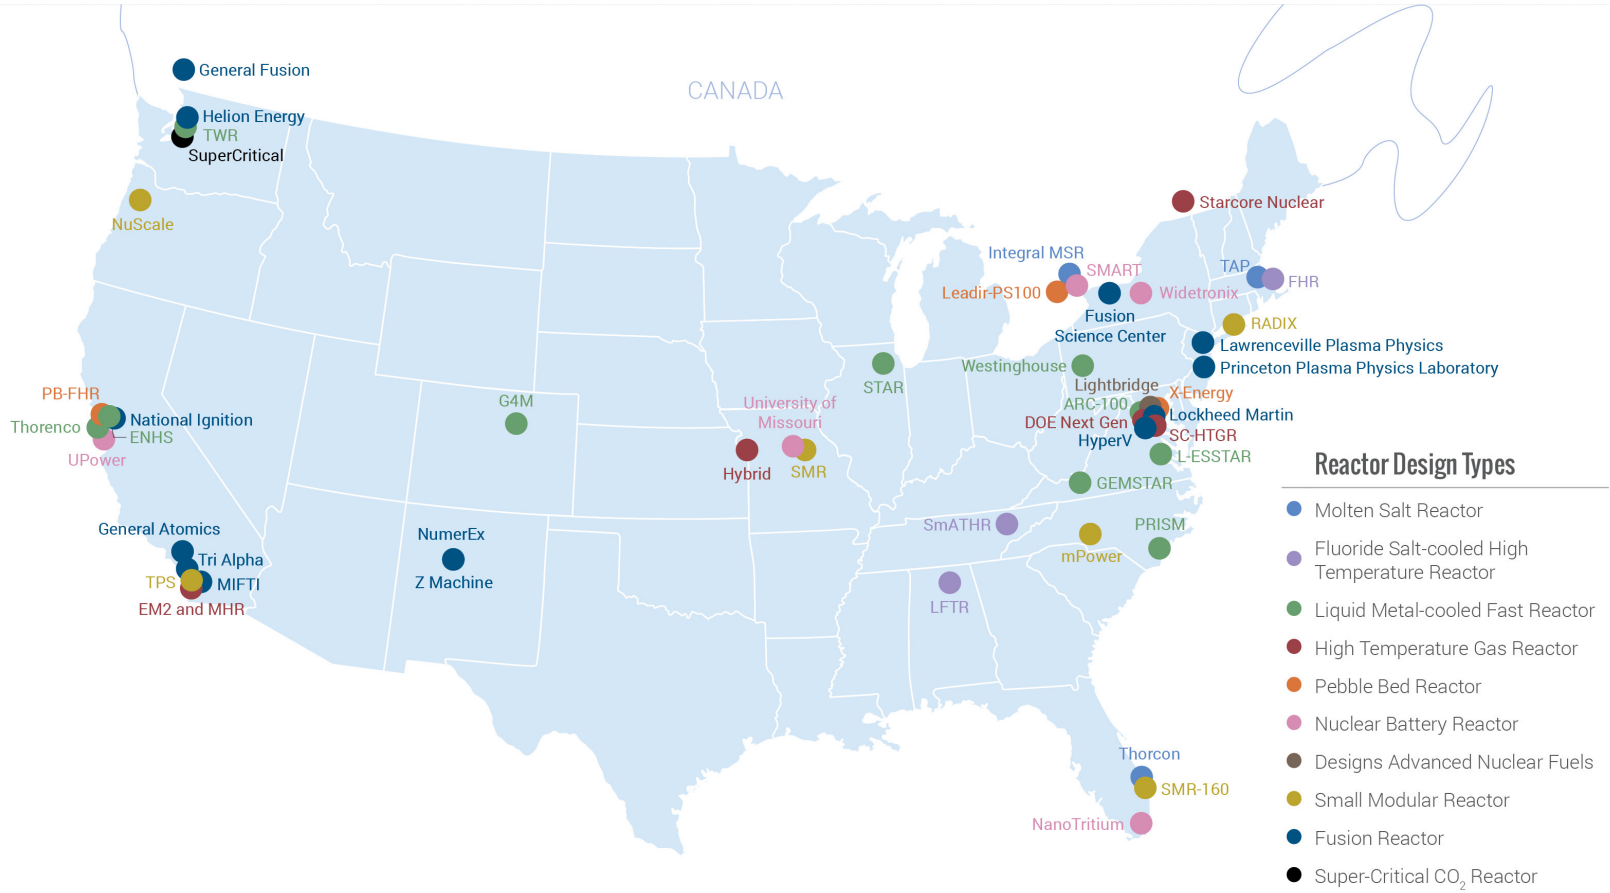 CANADA
General Fusion
Helion Energy
TWR
SuperCritical
NuScale
Starcore Nuclear
Integral MSR
SMART
Leadir-PS100
Widetronix
Fusion
Science Center
TAP
FHR
RADIX
Lawrenceville Plasma Physics
Princeton Plasma Physics Laboratory
Westinghouse
STAR
Lightbridge
X-Energy
ARC-100
Lockheed Martin
DOE Next Gen
SC-HTGR
HyperV
L-ESSTAR
GEMSTAR
PB-FHR
National Ignition
Thorenco
ENHS
UPower
G4M
University of
Missouri
Hybrid
SMR
General Atomics
Tri Alpha
TPS
MIFTI
EM2 and MHR
NumerEx
Z Machine
SmATHR
mPower
PRISM
LFTR
Thorcon
SMR-160
NanoTritium
Reactor Design Types
Molten Salt Reactor
Fluoride Salt-cooled High
Temperature Reactor
Liquid Metal-cooled Fast Reactor
High Temperature Gas Reactor
Pebble Bed Reactor
Nuclear Battery Reactor
Designs Advanced Nuclear Fuels
Small Modular Reactor
Fusion Reactor
Super-Critical CO₂ Reactor